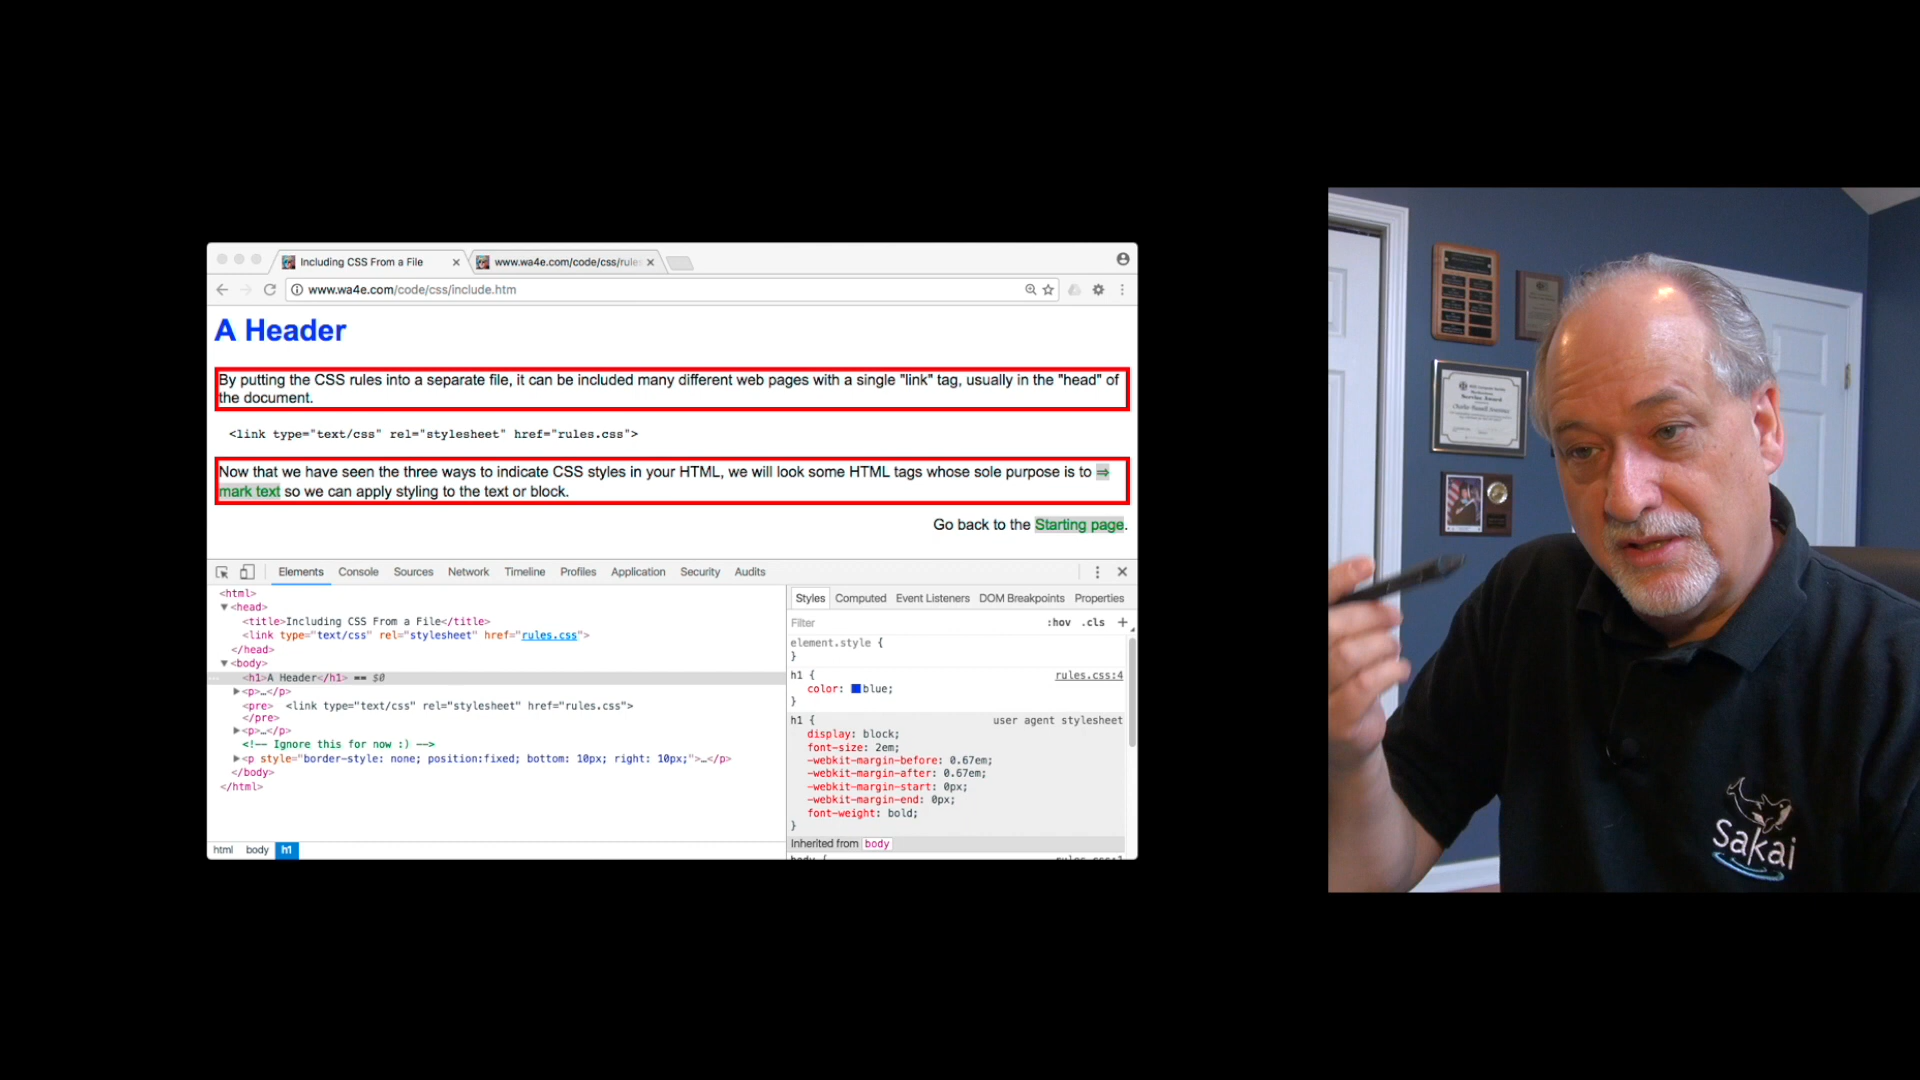 Including CSS From a File
www.wa4e.com/code/css/rule
www.wa4e.com/code/css/include.htm
A Header
By putting the CSS rules into a separate file, it can be included many different web pages with a single "link" tag, usually in the "head" of
the document.
<link type="text/css" rel="stylesheet" href="rules.css">
Now that we have seen the three ways to indicate CSS styles in your HTML, we will look some HTML tags whose sole purpose is to ⇒
mark text so we can apply styling to the text or block.
Go back to the Starting page.
Elements Console Sources Network Timeline Profiles Application Security Audits
<html>
▼<head>
<title>Including CSS From a File</title>
<link type="text/css" rel="stylesheet" href="rules.css">
</head>
▼<body>
… <h1>A Header</h1> == $0
▶<p>…</p>
<pre> <link type="text/css" rel="stylesheet" href="rules.css">
</pre>
▶<p>…</p>
<!-- Ignore this for now :) -->
▶<p style="border-style: none; position:fixed; bottom: 10px; right: 10px;">…</p>
</body>
</html>
html body h1
Styles Computed Event Listeners DOM Breakpoints Properties
Filter :hov .cls +
element.style {
}
h1 { rules.css:4
color: blue;
}
h1 { user agent stylesheet
display: block;
font-size: 2em;
-webkit-margin-before: 0.67em;
-webkit-margin-after: 0.67em;
-webkit-margin-start: 0px;
-webkit-margin-end: 0px;
font-weight: bold;
}
Inherited from body
body { rules.css:1
Service Award
sakai